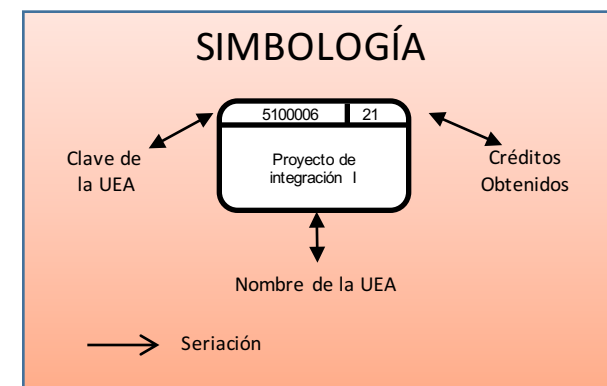 SIMBOLOGÍA
5100006 21
Proyecto de
integración I
Clave de
la UEA
Créditos
Obtenidos
Nombre de la UEA
Seriación